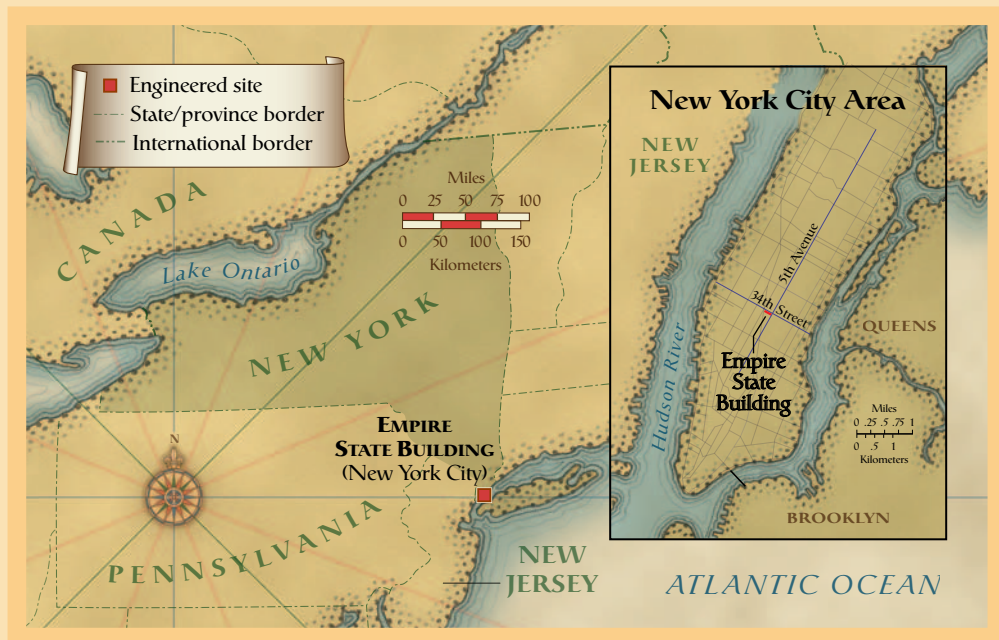 Engineered site
State/province border
International border
CANADA
Lake Ontario
Miles
0 25 50 75 100
0 50 100 150
Kilometers
NEW YORK
EMPIRE
STATE BUILDING
(New York City)
N
PENNSYLVANIA
NEW
JERSEY
ATLANTIC OCEAN
New York City Area
NEW
JERSEY
5th Avenue
34th Street
Hudson River
Empire
State
Building
QUEENS
Miles
0 .25 .5 .75 1
0 .5 1
Kilometers
BROOKLYN